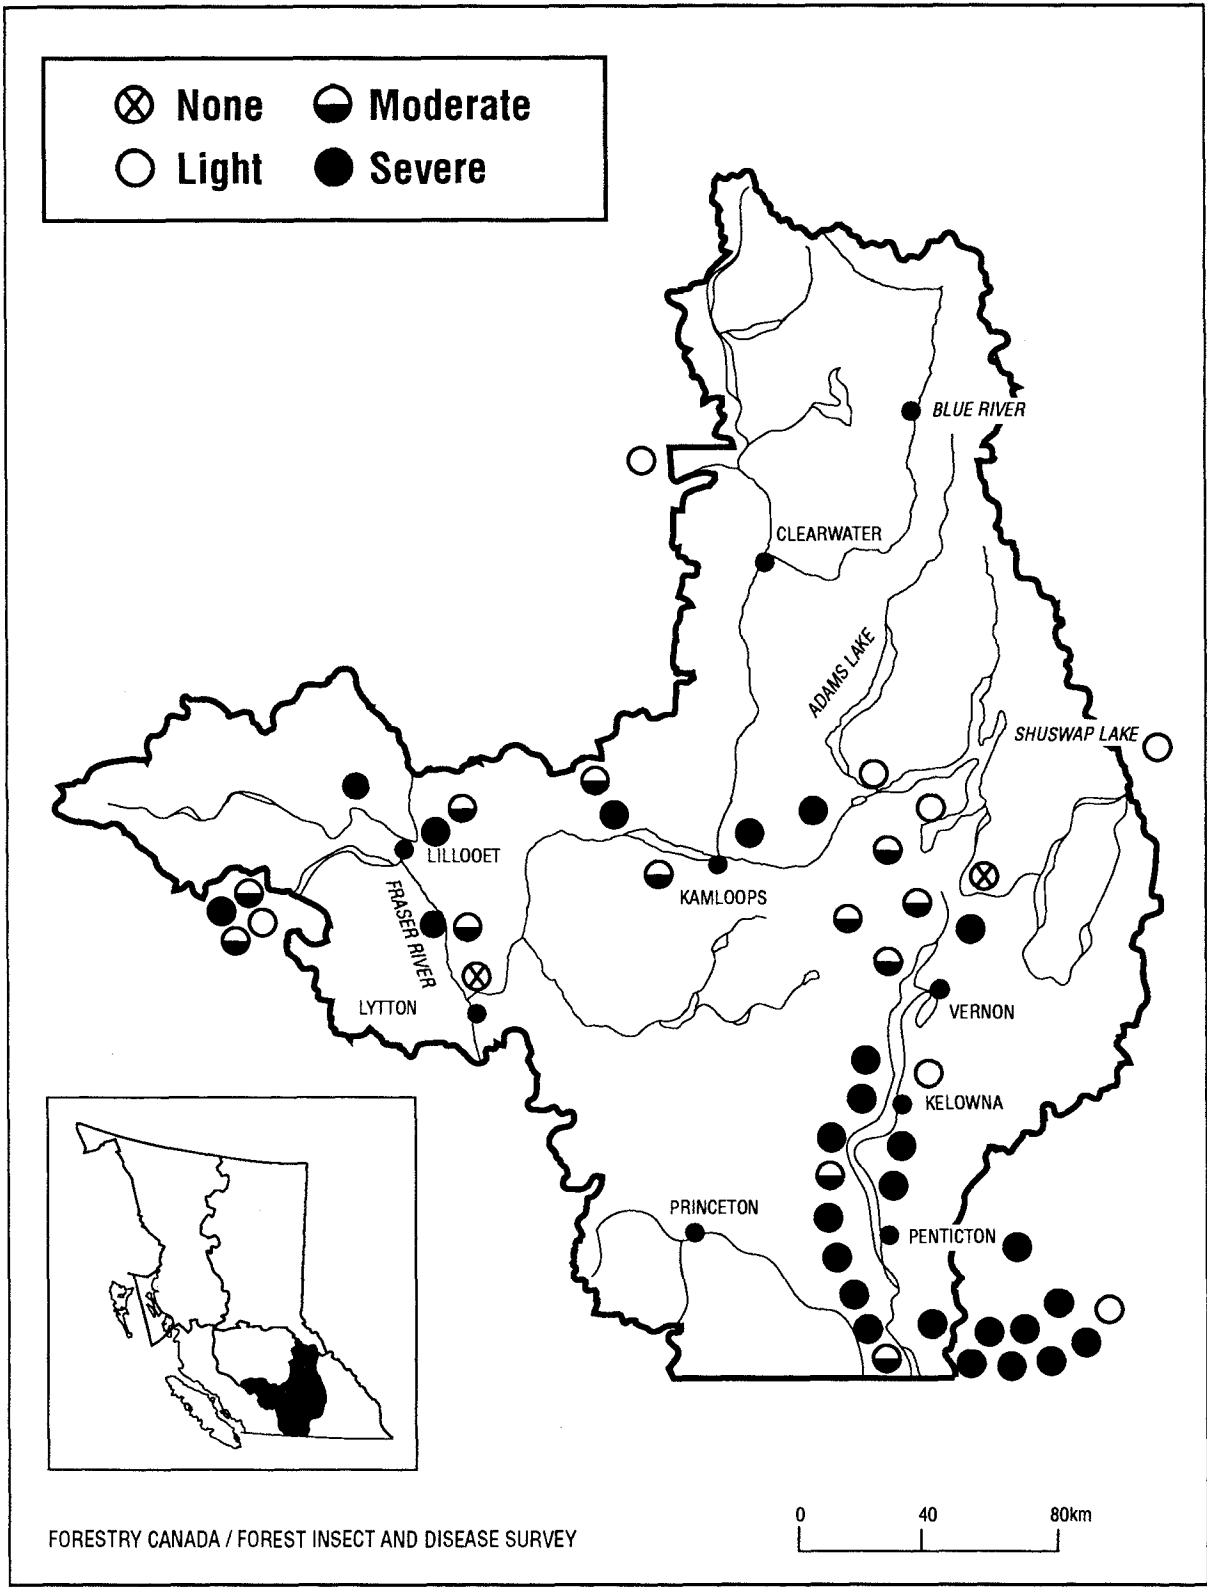 None Moderate
Light Severe
BLUE RIVER
CLEARWATER
ADAMS LAKE
SHUSWAP LAKE
LILLOOET
KAMLOOPS
FRASER RIVER
LYTTON
VERNON
KELOWNA
PRINCETON
PENTICTON
0 40 80km
FORESTRY CANADA / FOREST INSECT AND DISEASE SURVEY